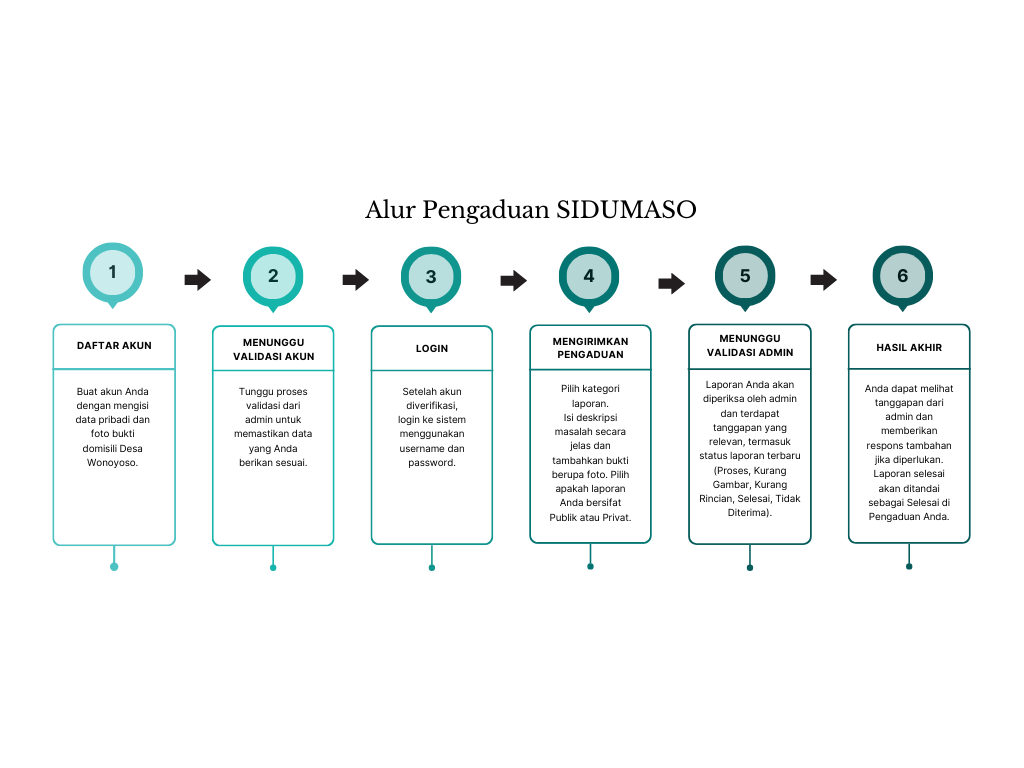 Alur Pengaduan SIDUMASO
1
DAFTAR AKUN
Buat akun Anda
dengan mengisi
data pribadi dan
foto bukti
domisili Desa
Wonoyoso.
2
MENUNGGU
VALIDASI AKUN
Tunggu proses
validasi dari
admin untuk
memastikan data
yang Anda
berikan sesuai.
3
LOGIN
Setelah akun
diverifikasi,
login ke sistem
menggunakan
username dan
password.
4
MENGIRIMKAN
PENGADUAN
Pilih kategori
laporan.
Isi deskripsi
masalah secara
jelas dan
tambahkan bukti
berupa foto. Pilih
apakah laporan
Anda bersifat
Publik atau Privat.
5
MENUNGGU
VALIDASI ADMIN
Laporan Anda akan
diperiksa oleh admin
dan terdapat
tanggapan yang
relevan, termasuk
status laporan terbaru
(Proses, Kurang
Gambar, Kurang
Rincian, Selesai, Tidak
Diterima).
6
HASIL AKHIR
Anda dapat melihat
tanggapan dari
admin dan
memberikan
respons tambahan
jika diperlukan.
Laporan selesai
akan ditandai
sebagai Selesai di
Pengaduan Anda.